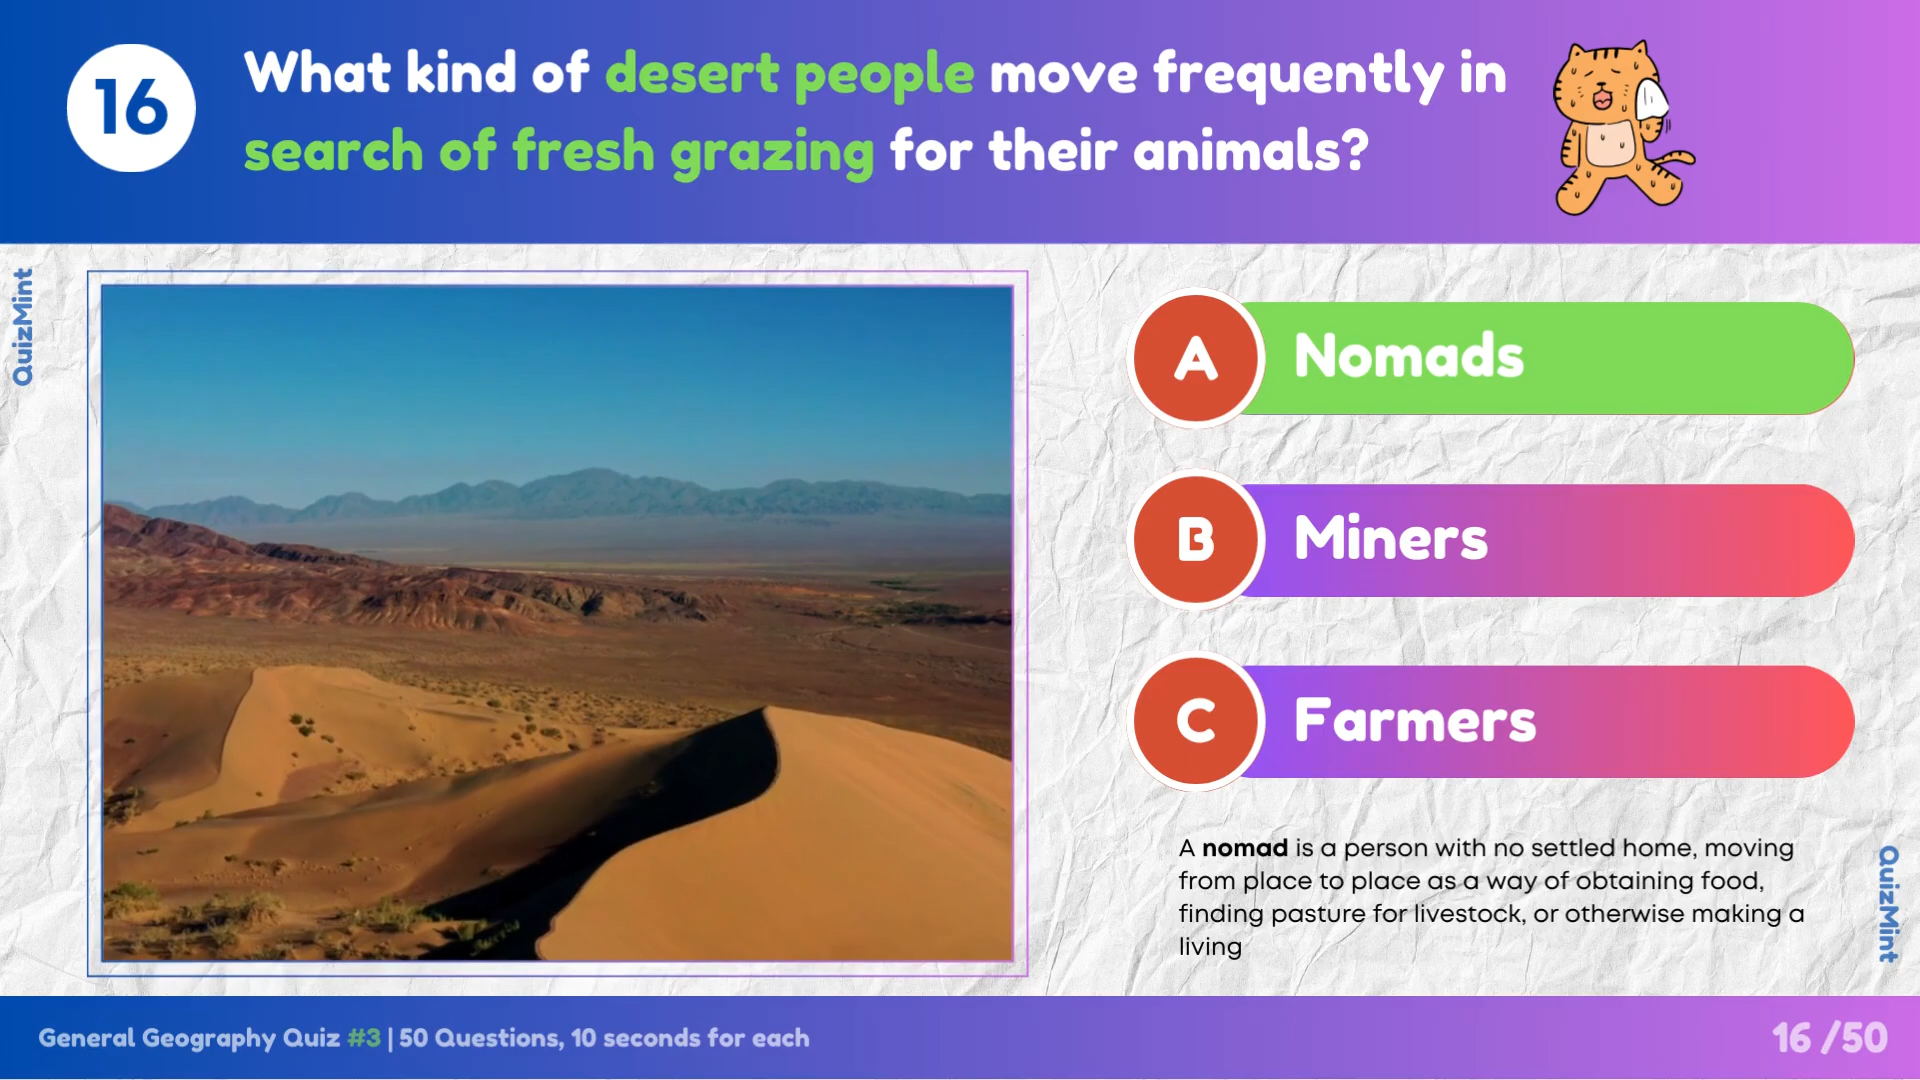 16
What kind of desert people move frequently in
search of fresh grazing for their animals?
QuizMint
A Nomads
B Miners
C Farmers
A nomad is a person with no settled home, moving
from place to place as a way of obtaining food,
finding pasture for livestock, or otherwise making a
living
QuizMint
General Geography Quiz #3 | 50 Questions, 10 seconds for each
16 /50